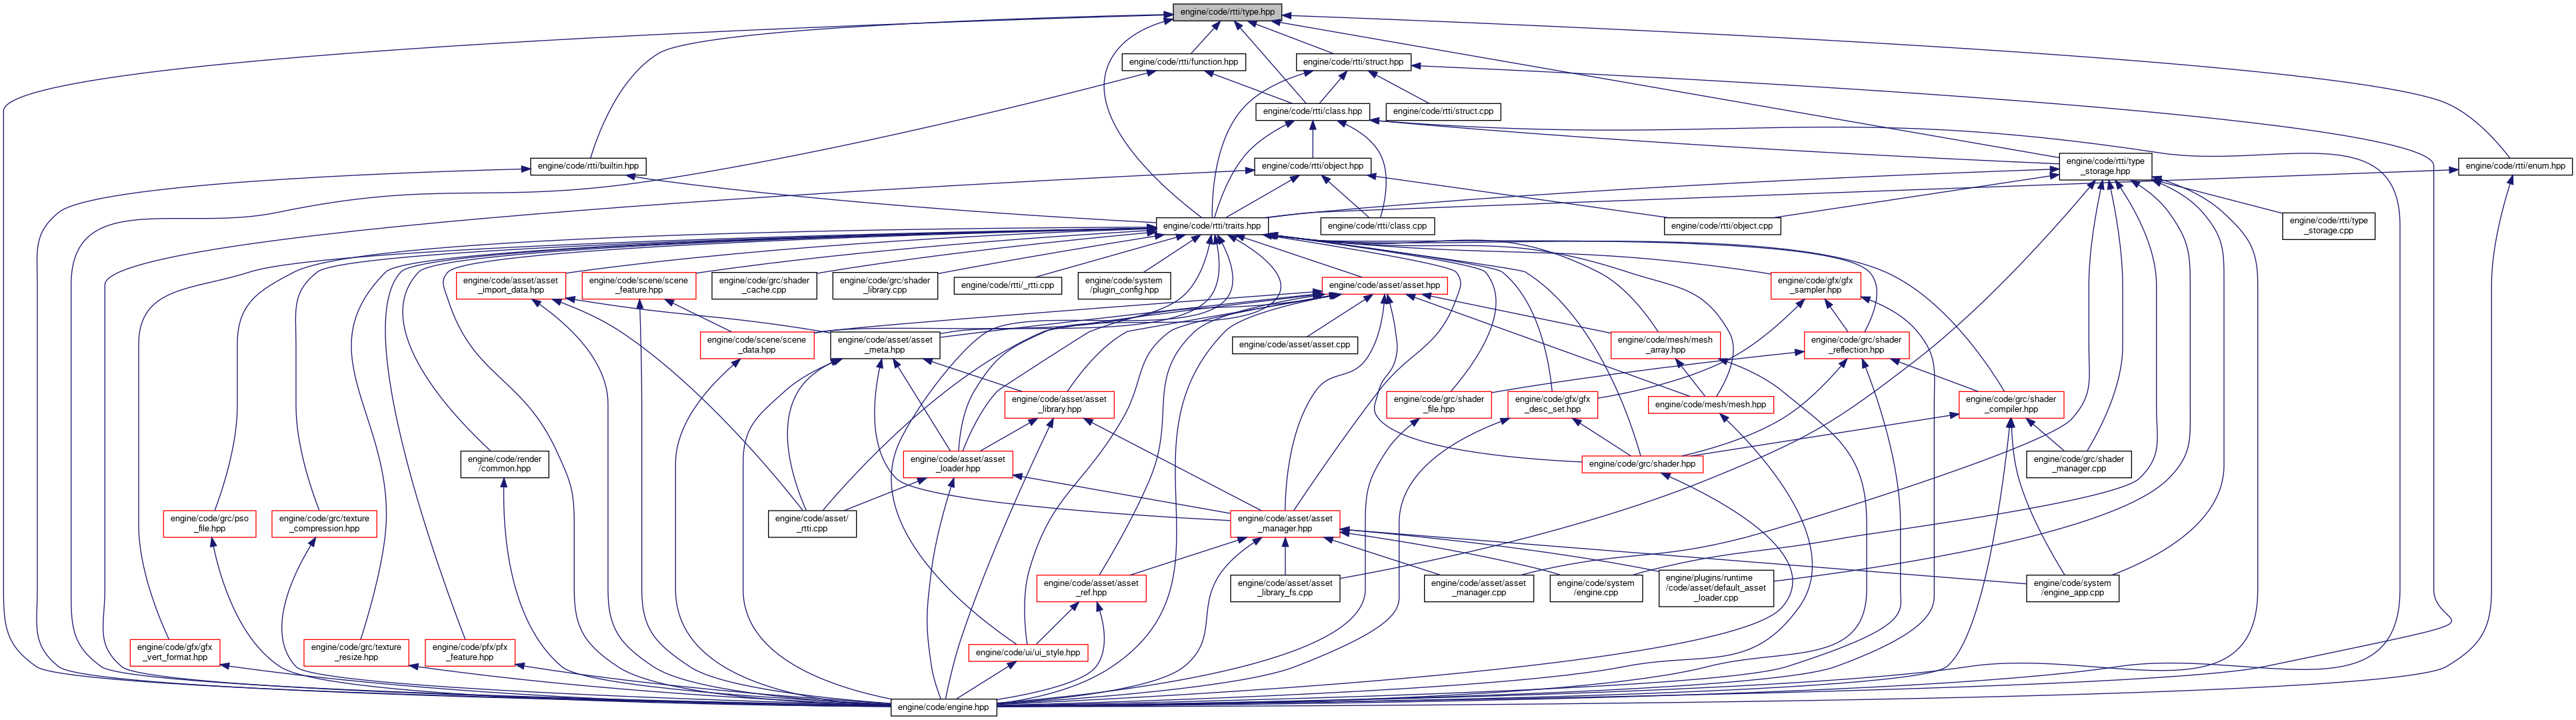 engine/code/rtti/type.hpp
engine/code/rtti/function.hpp
engine/code/rtti/struct.hpp
engine/code/rtti/class.hpp
engine/code/rtti/struct.cpp
engine/code/rtti/builtin.hpp
engine/code/rtti/object.hpp
engine/code/rtti/type
_storage.hpp
engine/code/rtti/enum.hpp
engine/code/rtti/traits.hpp
engine/code/rtti/class.cpp
engine/code/rtti/object.cpp
engine/code/rtti/type
_storage.cpp
engine/code/asset/asset
_import_data.hpp
engine/code/scene/scene
_feature.hpp
engine/code/grc/shader
_cache.cpp
engine/code/grc/shader
_library.cpp
engine/code/rtti/_rtti.cpp
engine/code/system
/plugin_config.hpp
engine/code/asset/asset.hpp
engine/code/gfx/gfx
_sampler.hpp
engine/code/scene/scene
_data.hpp
engine/code/asset/asset
_meta.hpp
engine/code/asset/asset.cpp
engine/code/mesh/mesh
_array.hpp
engine/code/grc/shader
_reflection.hpp
engine/code/asset/asset
_library.hpp
engine/code/grc/shader
_file.hpp
engine/code/gfx/gfx
_desc_set.hpp
engine/code/mesh/mesh.hpp
engine/code/grc/shader
_compiler.hpp
engine/code/render
/common.hpp
engine/code/asset/asset
_loader.hpp
engine/code/grc/shader.hpp
engine/code/grc/shader
_manager.cpp
engine/code/grc/pso
_file.hpp
engine/code/grc/texture
_compression.hpp
engine/code/asset/
_rtti.cpp
engine/code/asset/asset
_manager.hpp
engine/code/asset/asset
_ref.hpp
engine/code/asset/asset
_library_fs.cpp
engine/code/asset/asset
_manager.cpp
engine/code/system
/engine.cpp
engine/plugins/runtime
/code/asset/default_asset
_loader.cpp
engine/code/system
/engine_app.cpp
engine/code/gfx/gfx
_vert_format.hpp
engine/code/grc/texture
_resize.hpp
engine/code/pfx/pfx
_feature.hpp
engine/code/ui/ui_style.hpp
engine/code/engine.hpp